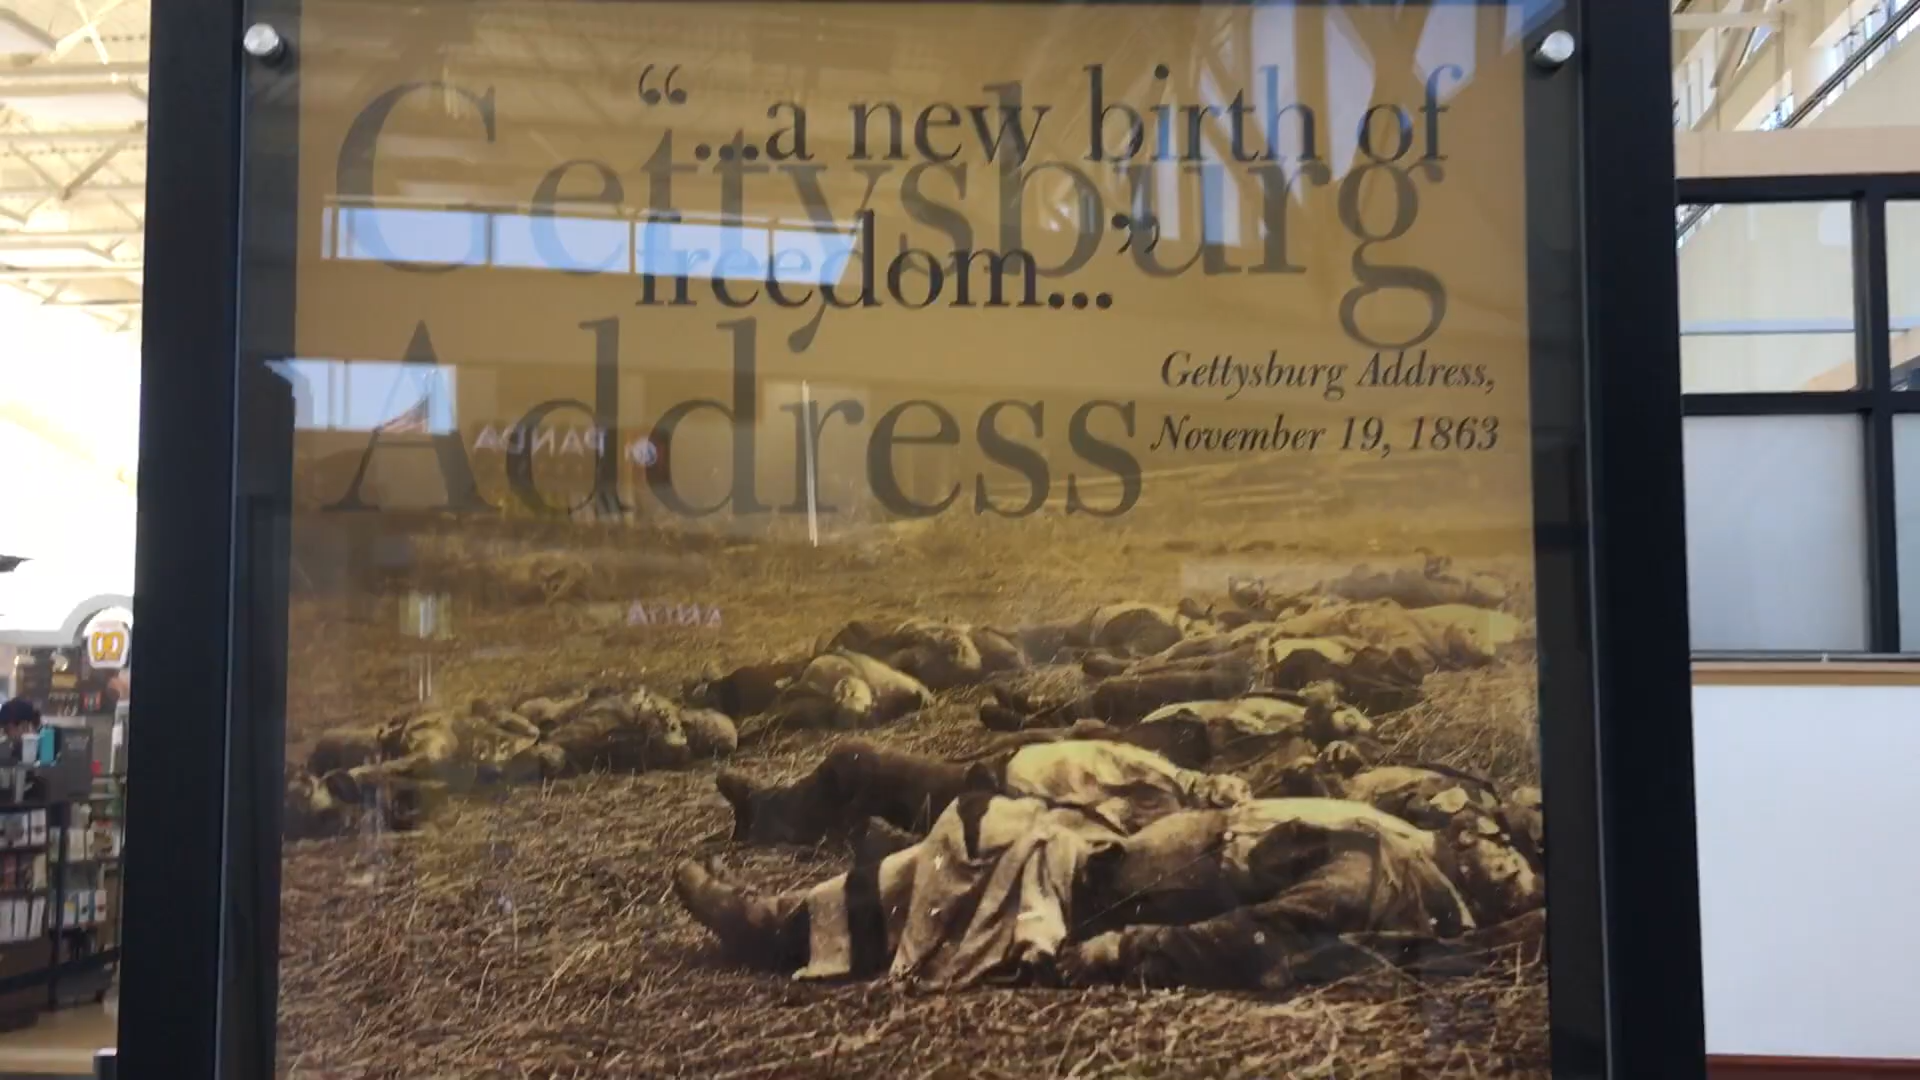 Gettysburg
Address
“...a new birth of
freedom...”
Gettysburg Address,
November 19, 1863
PANDA